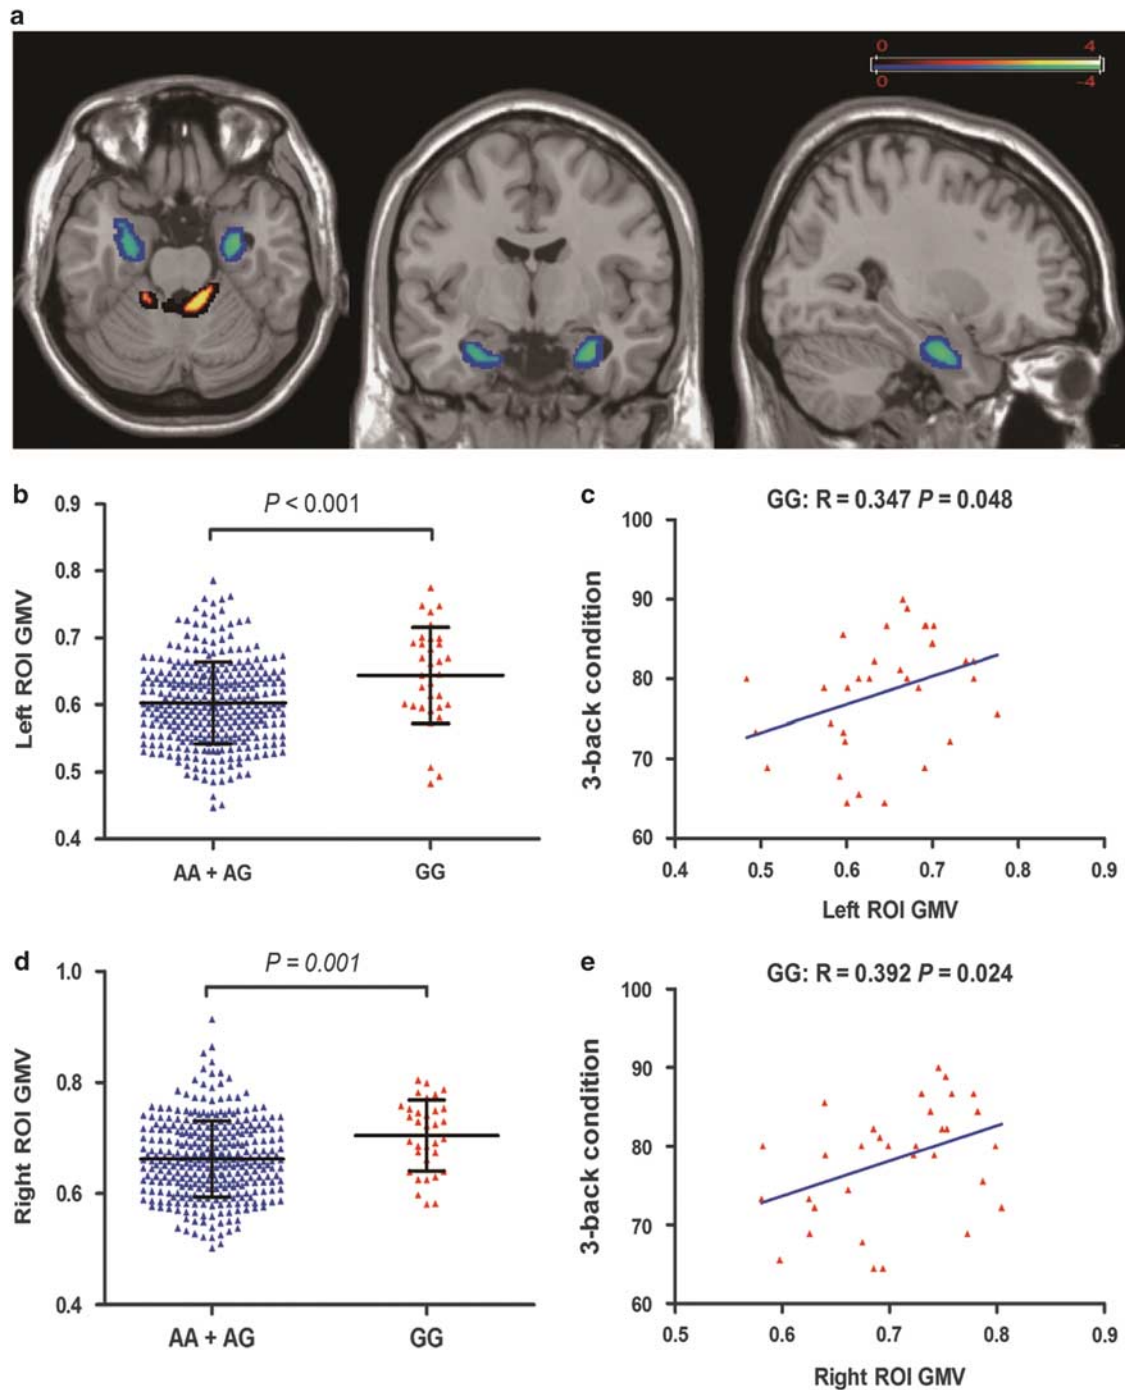 a
0 4
0 -4
b
P < 0.001
Left ROI GMV
0.9
0.8
0.7
0.6
0.5
0.4
AA + AG GG
c
GG: R = 0.347 P = 0.048
3-back condition
100
90
80
70
60
0.4 0.5 0.6 0.7 0.8 0.9
Left ROI GMV
d
P = 0.001
Right ROI GMV
1.0
0.8
0.6
0.4
AA + AG GG
e
GG: R = 0.392 P = 0.024
3-back condition
100
90
80
70
60
0.5 0.6 0.7 0.8 0.9
Right ROI GMV